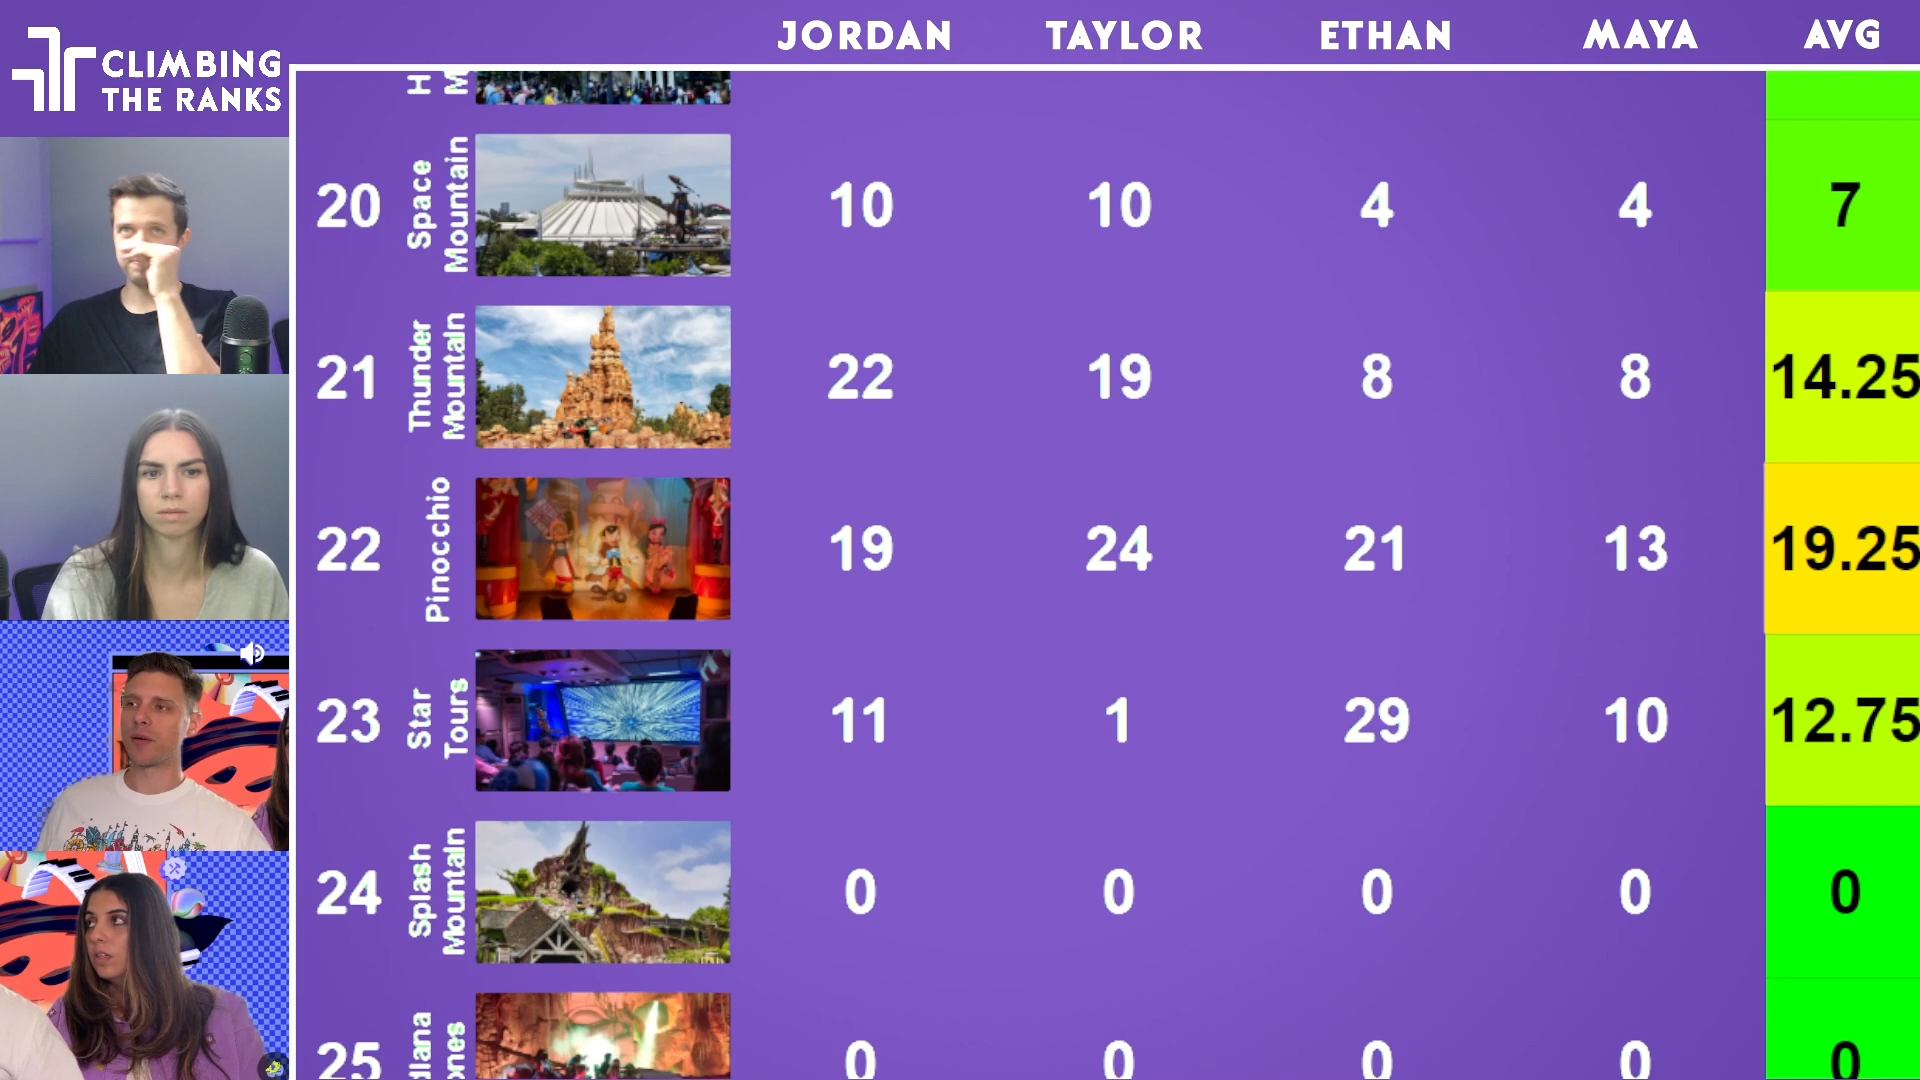 CLIMBING
THE RANKS
JORDAN TAYLOR ETHAN MAYA AVG
20 Space Mountain 10 10 4 4 7
21 Thunder Mountain 22 19 8 8 14.25
22 Pinocchio 19 24 21 13 19.25
23 Star Tours 11 1 29 10 12.75
24 Splash Mountain 0 0 0 0 0
25 0 0 0 0 0